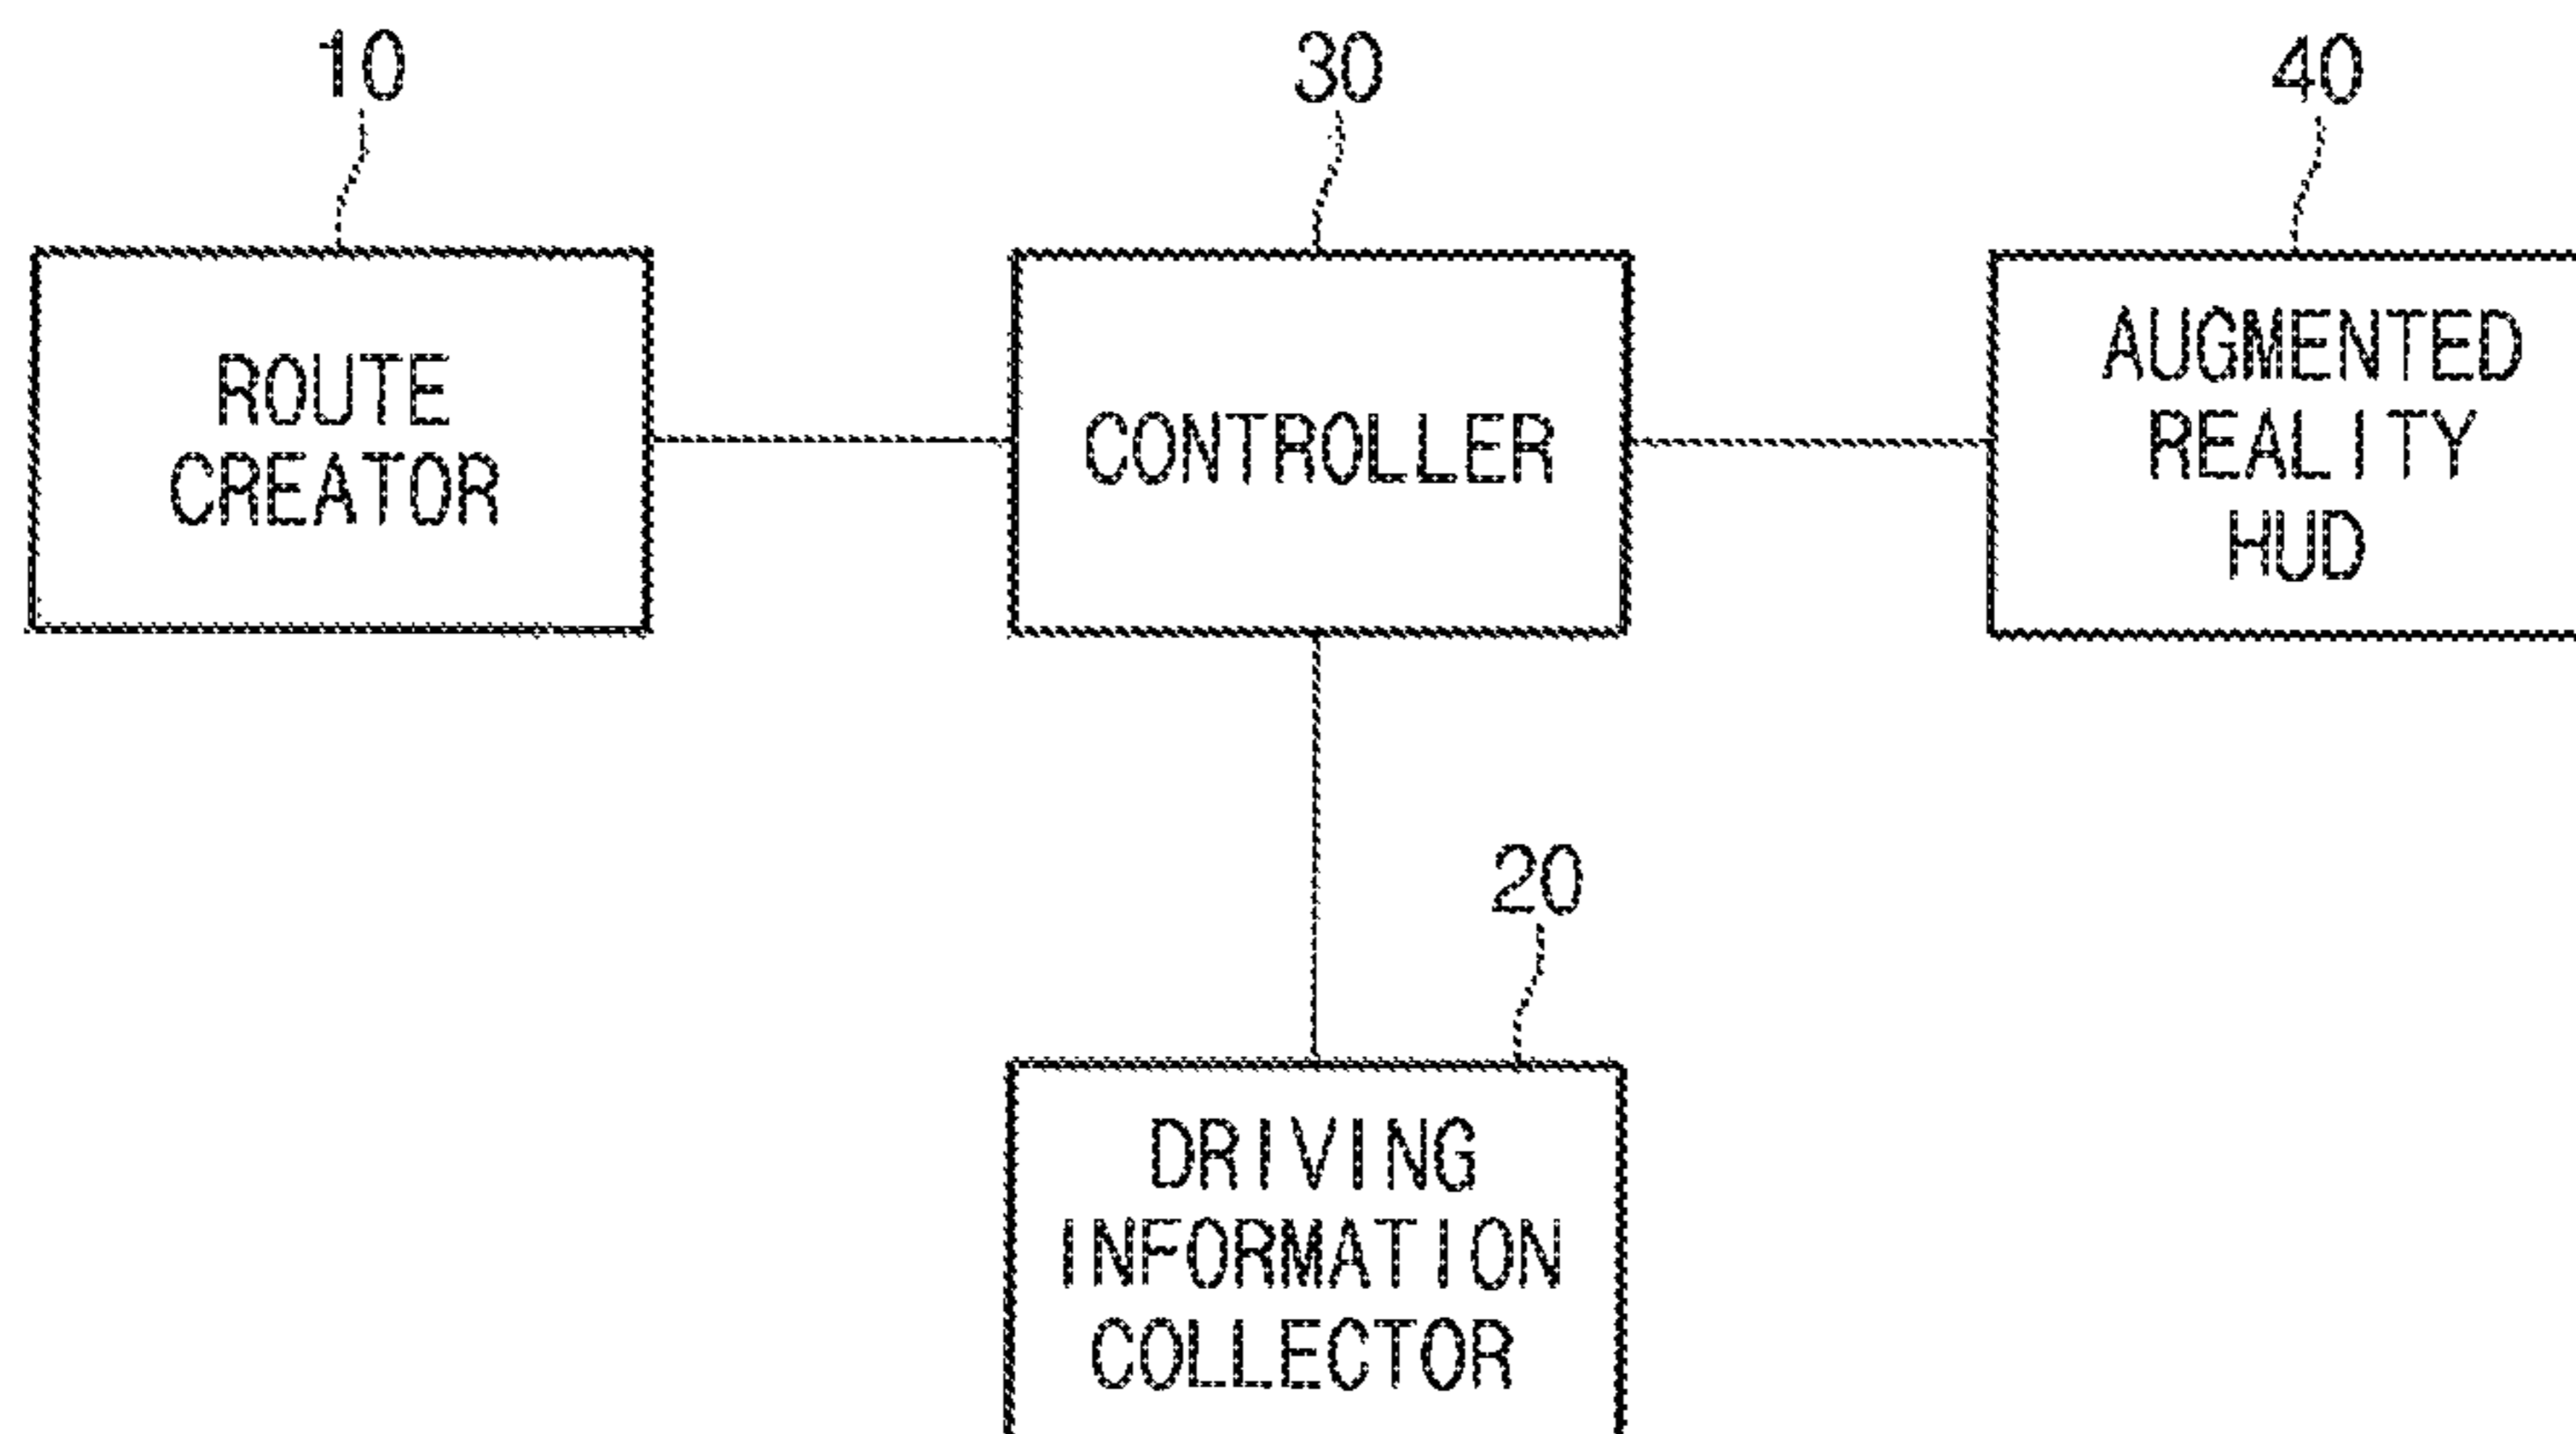 10
30
40
ROUTE
CREATOR
CONTROLLER
AUGMENTED
REALITY
HUD
20
DRIVING
INFORMATION
COLLECTOR